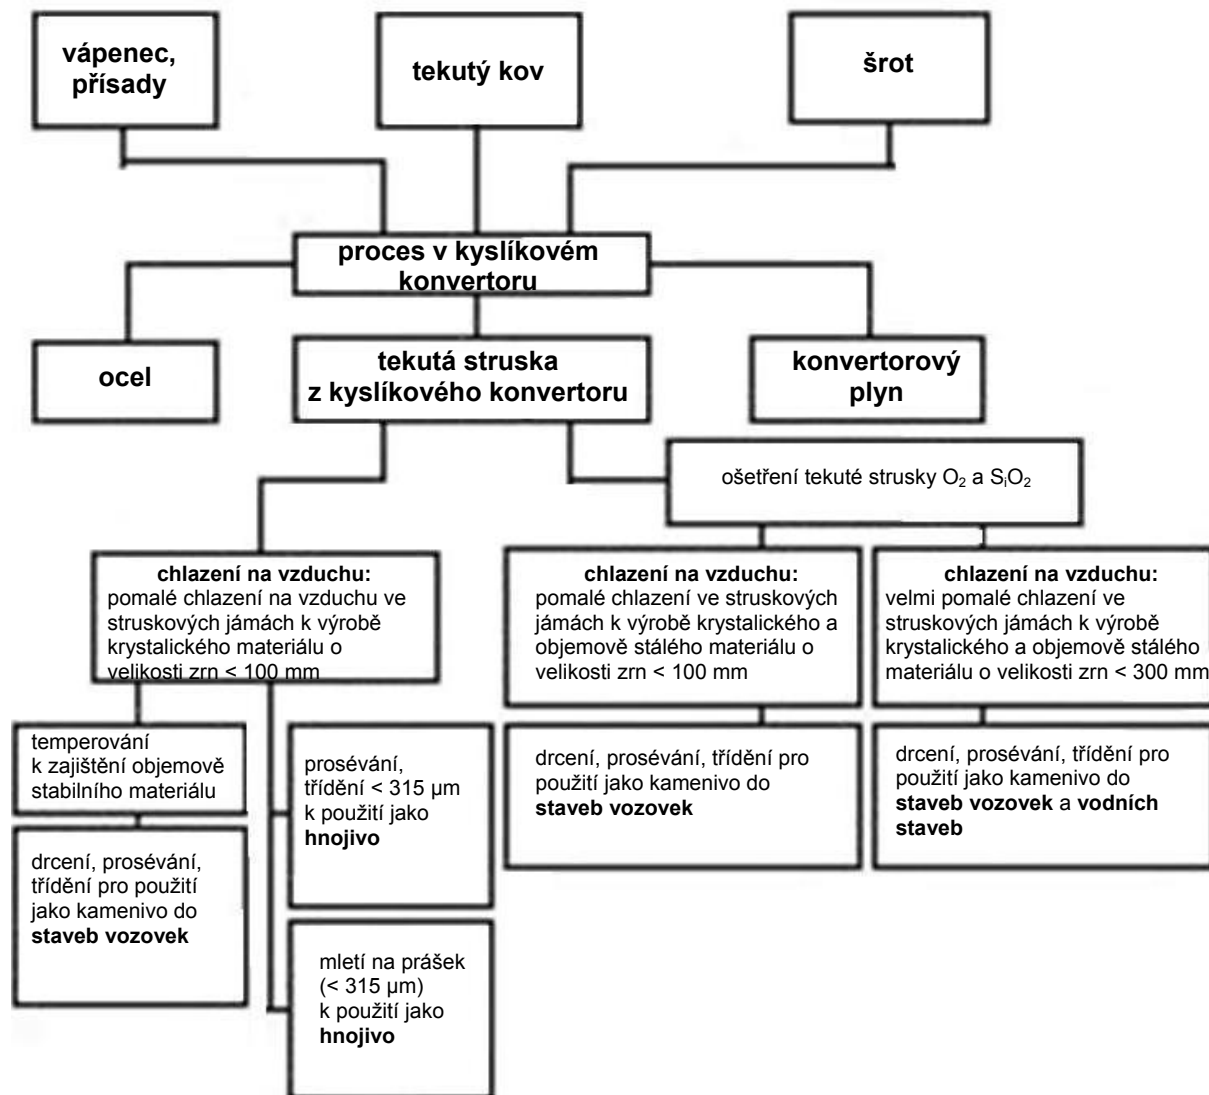 vápenec,
přísady
tekutý kov
šrot
proces v kyslíkovém
konvertoru
ocel
tekutá struska
z kyslíkového konvertoru
konvertorový
plyn
ošetření tekuté strusky O₂ a SᵢO₂
chlazení na vzduchu:
pomalé chlazení na vzduchu ve
struskových jámách k výrobě
krystalického materiálu o
velikosti zrn < 100 mm
chlazení na vzduchu:
pomalé chlazení ve struskových
jámách k výrobě krystalického a
objemově stálého materiálu o
velikosti zrn < 100 mm
chlazení na vzduchu:
velmi pomalé chlazení ve
struskových jámách k výrobě
krystalického a objemově stálého
materiálu o velikosti zrn < 300 mm
temperování
k zajištění objemově
stabilního materiálu
prosévání,
třídění < 315 µm
k použití jako
hnojivo
drcení, prosévání, třídění pro
použití jako kamenivo do
staveb vozovek
drcení, prosévání, třídění pro
použití jako kamenivo do
staveb vozovek a vodních
staveb
drcení, prosévání,
třídění pro použití
jako kamenivo do
staveb vozovek
mletí na prášek
(< 315 µm)
k použití jako
hnojivo